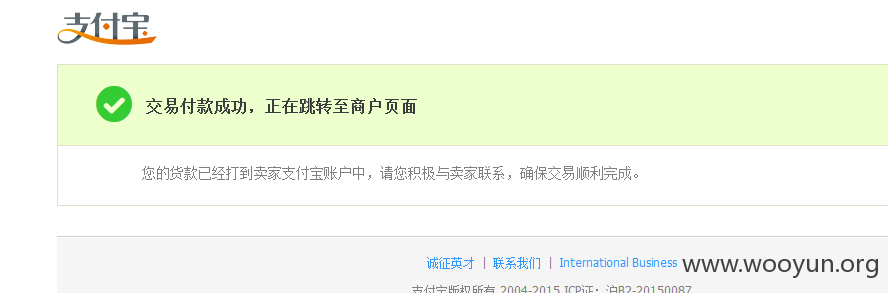 支付宝
交易付款成功，正在跳转至商户页面
您的货款已经打到卖家支付宝账户中，请您积极与卖家联系，确保交易顺利完成。
诚征英才 | 联系我们 | International Business www.wooyun.org
支付宝版权所有 2004-2015 ICP证：沪B2-20150087